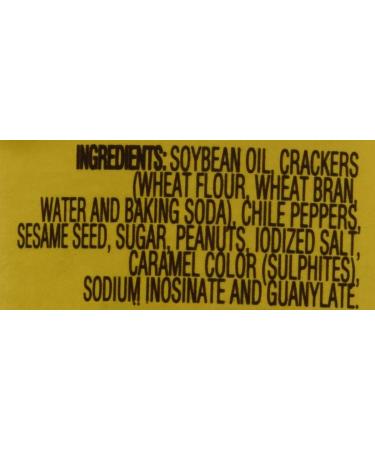 INGREDIENTS: SOYBEAN OIL, CRACKERS
(WHEAT FLOUR, WHEAT BRAN,
WATER AND BAKING SODA), CHILE PEPPERS,
SESAME SEED, SUGAR, PEANUTS, IODIZED SALT,
CARAMEL COLOR (SULPHITES),
SODIUM INOSINATE AND GUANYLATE.